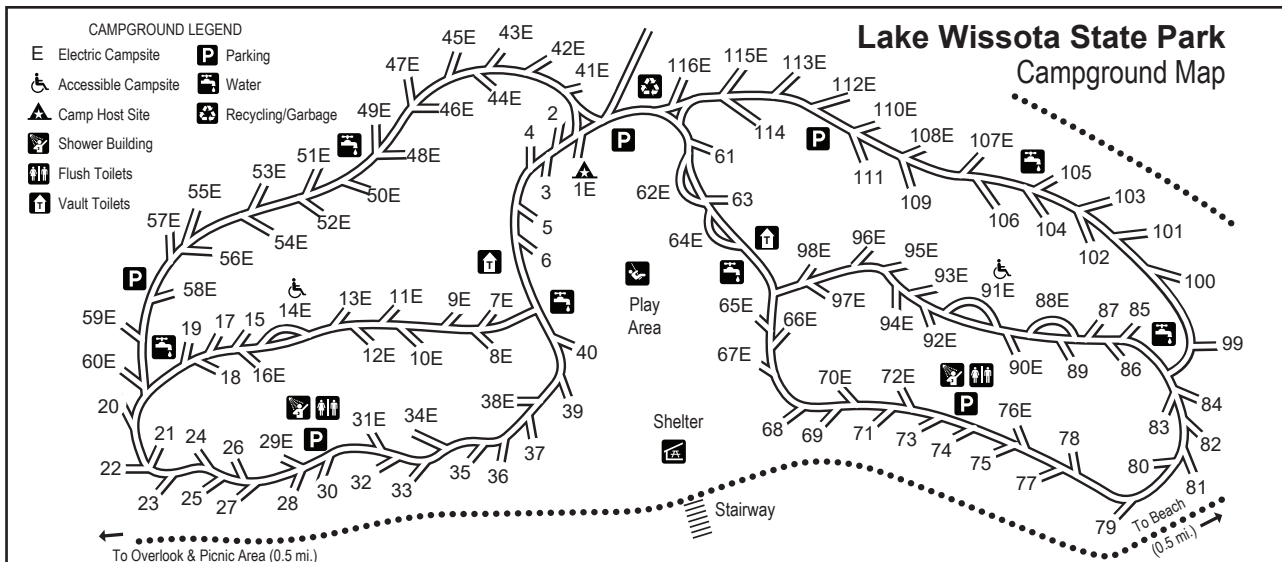 Lake Wissota State Park
Campground Map
CAMPGROUND LEGEND
E Electric Campsite
Accessible Campsite
Camp Host Site
Shower Building
Flush Toilets
T Vault Toilets
P Parking
Water
Recycling/Garbage
1E
2
3
4
5
6
7E
8E
9E
10E
11E
12E
13E
14E
15
16E
17
18
19
20
21
22
23
24
25
26
27
28
29E
30
31E
32
33
34E
35
36
37
38E
39
40
41E
42E
43E
44E
45E
46E
47E
48E
49E
50E
51E
52E
53E
54E
55E
56E
57E
58E
59E
60E
61
62E
63
64E
65E
66E
67E
68
69
70E
71
72E
73
74
75
76E
77
78
79
80
81
82
83
84
85
86
87
88E
89
90E
91E
92E
93E
94E
95E
96E
97E
98E
99
100
101
102
103
104
105
106
107E
108E
109
110E
111
112E
113E
114
115E
116E
P
P
P
P
P
T
T
Play
Area
Shelter
Stairway
To Overlook & Picnic Area (0.5 mi.)
To Beach
(0.5 mi.)